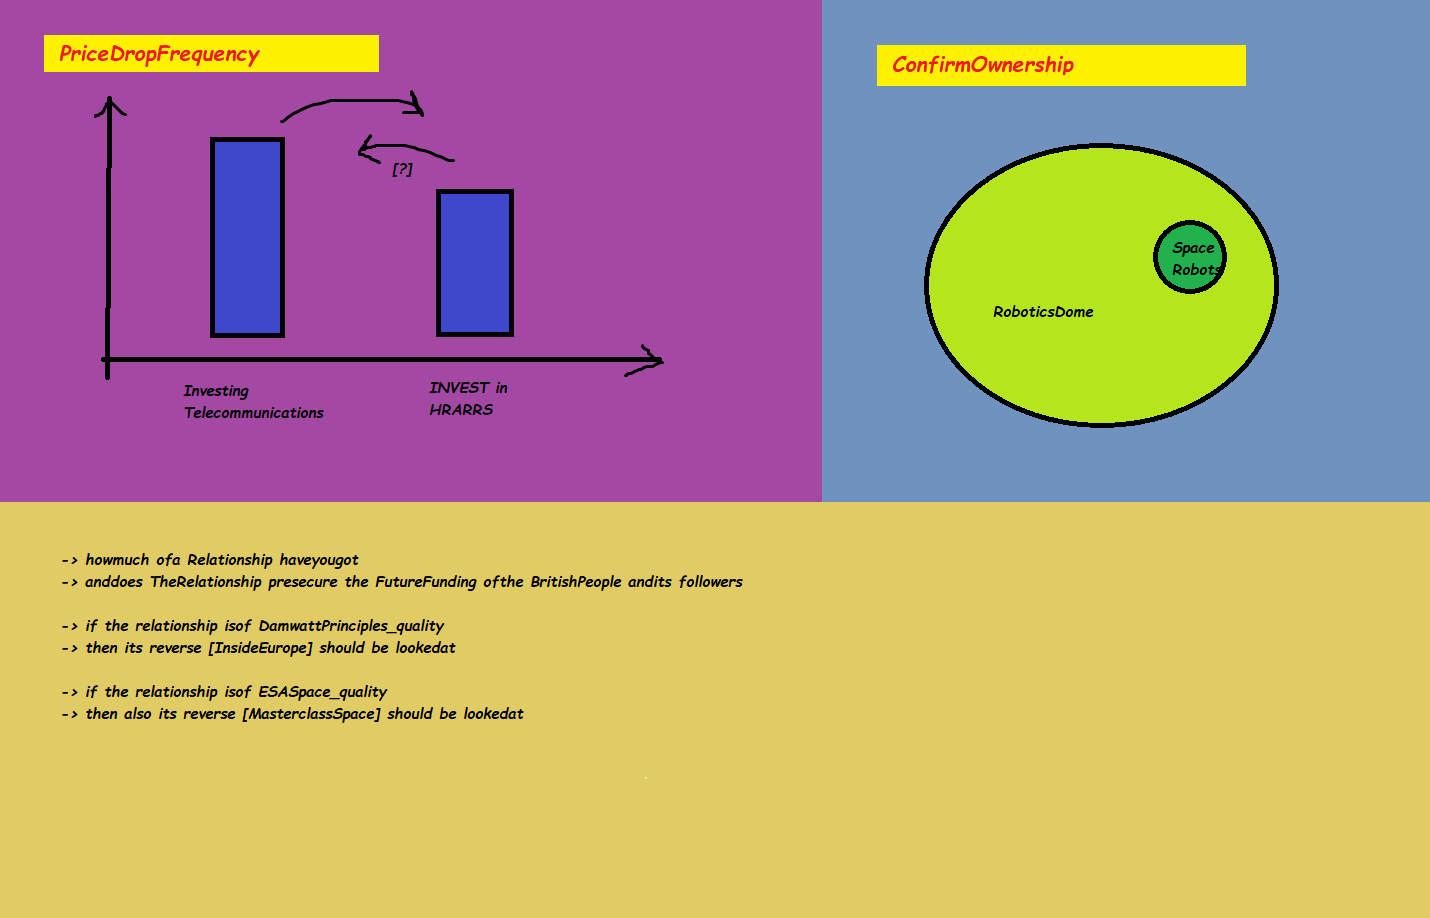 PriceDropFrequency
[?]
Investing
Telecommunications
INVEST in
HRARRS
ConfirmOwnership
Space
Robots
RoboticsDome
-> howmuch ofa Relationship haveyougot
-> anddoes TheRelationship presecure the FutureFunding ofthe BritishPeople andits followers
-> if the relationship isof DamwattPrinciples_quality
-> then its reverse [InsideEurope] should be lookedat
-> if the relationship isof ESASpace_quality
-> then also its reverse [MasterclassSpace] should be lookedat